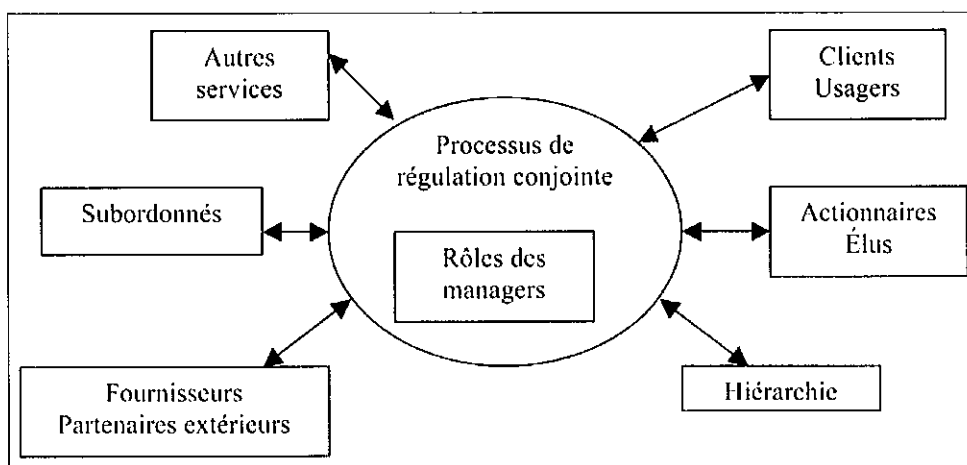 Autres
services
Clients
Usagers
Processus de
régulation conjointe
Subordonnés
Actionnaires
Élus
Rôles des
managers
Fournisseurs
Partenaires extérieurs
Hiérarchie